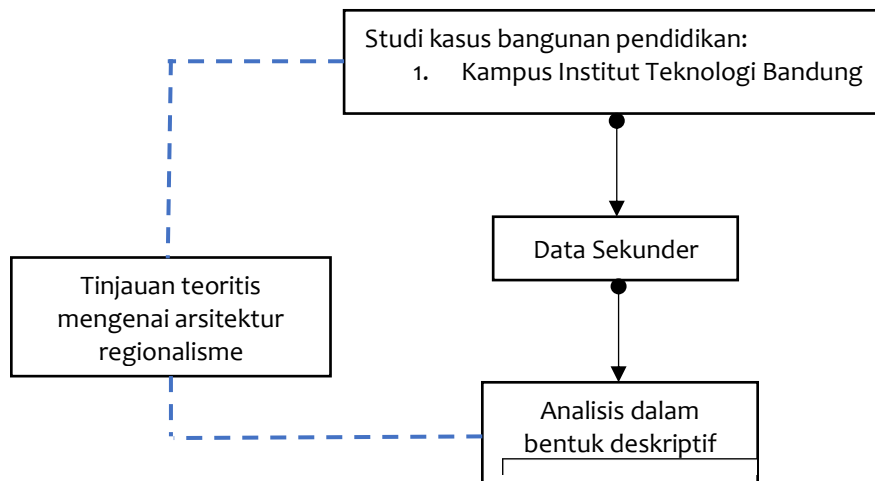 Studi kasus bangunan pendidikan:
1. Kampus Institut Teknologi Bandung
Data Sekunder
Tinjauan teoritis
mengenai arsitektur
regionalisme
Analisis dalam
bentuk deskriptif